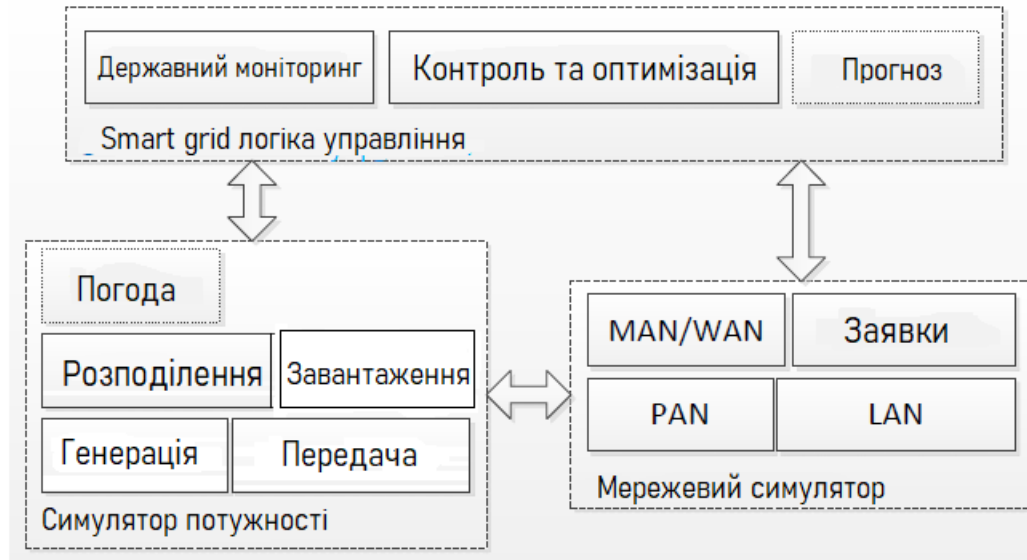 Державний моніторинг
Контроль та оптимізація
Прогноз
Smart grid логіка управління
Погода
Розподілення
Завантаження
Генерація
Передача
Симулятор потужності
MAN/WAN
Заявки
PAN
LAN
Мережевий симулятор